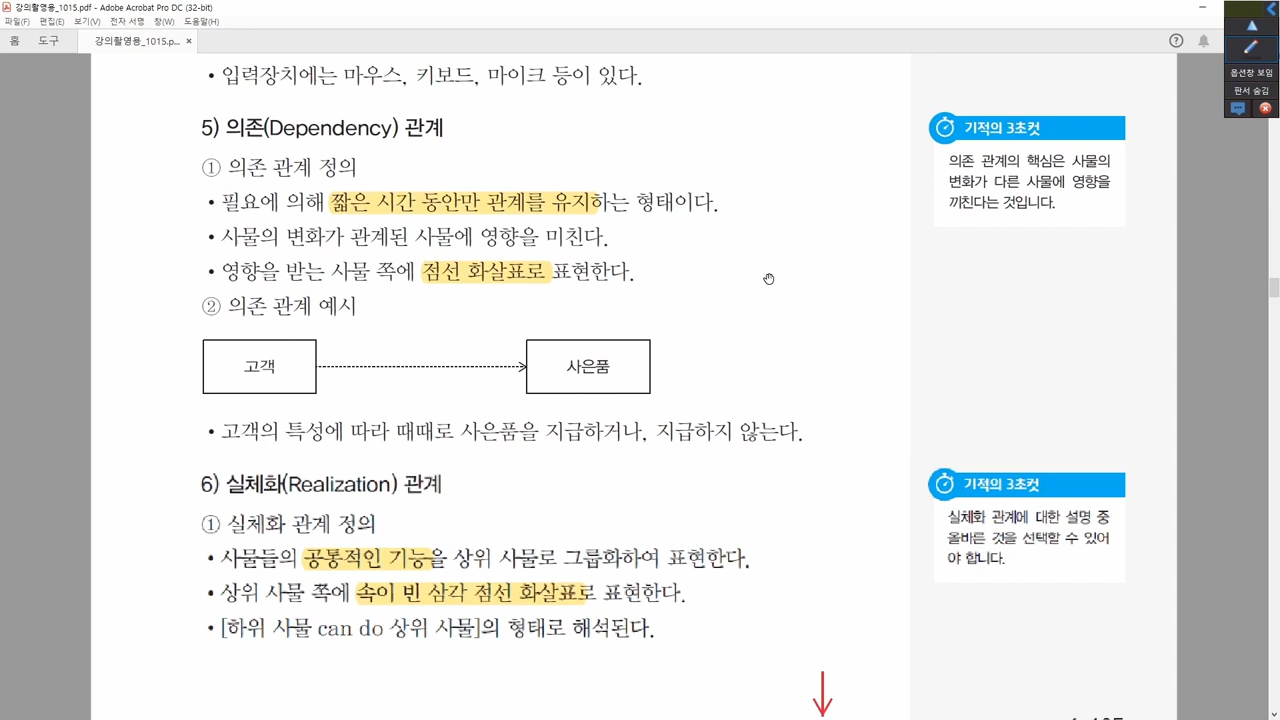 강의촬영용_1015.pdf - Adobe Acrobat Pro DC (32-bit)
파일(F) 편집(E) 보기(V) 전자 서명 창(W) 도움말(H)
홈 도구 강의촬영용_1015.p... ×
옵션창 보임
판서 숨김
• 입력장치에는 마우스, 키보드, 마이크 등이 있다.
5) 의존(Dependency) 관계
① 의존 관계 정의
• 필요에 의해 짧은 시간 동안만 관계를 유지하는 형태이다.
• 사물의 변화가 관계된 사물에 영향을 미친다.
• 영향을 받는 사물 쪽에 점선 화살표로 표현한다.
② 의존 관계 예시
고객 사은품
• 고객의 특성에 따라 때때로 사은품을 지급하거나, 지급하지 않는다.
6) 실체화(Realization) 관계
① 실체화 관계 정의
• 사물들의 공통적인 기능을 상위 사물로 그룹화하여 표현한다.
• 상위 사물 쪽에 속이 빈 삼각 점선 화살표로 표현한다.
• [하위 사물 can do 상위 사물]의 형태로 해석된다.
기적의 3초컷
의존 관계의 핵심은 사물의
변화가 다른 사물에 영향을
끼친다는 것입니다.
기적의 3초컷
실체화 관계에 대한 설명 중
올바른 것을 선택할 수 있어
야 합니다.